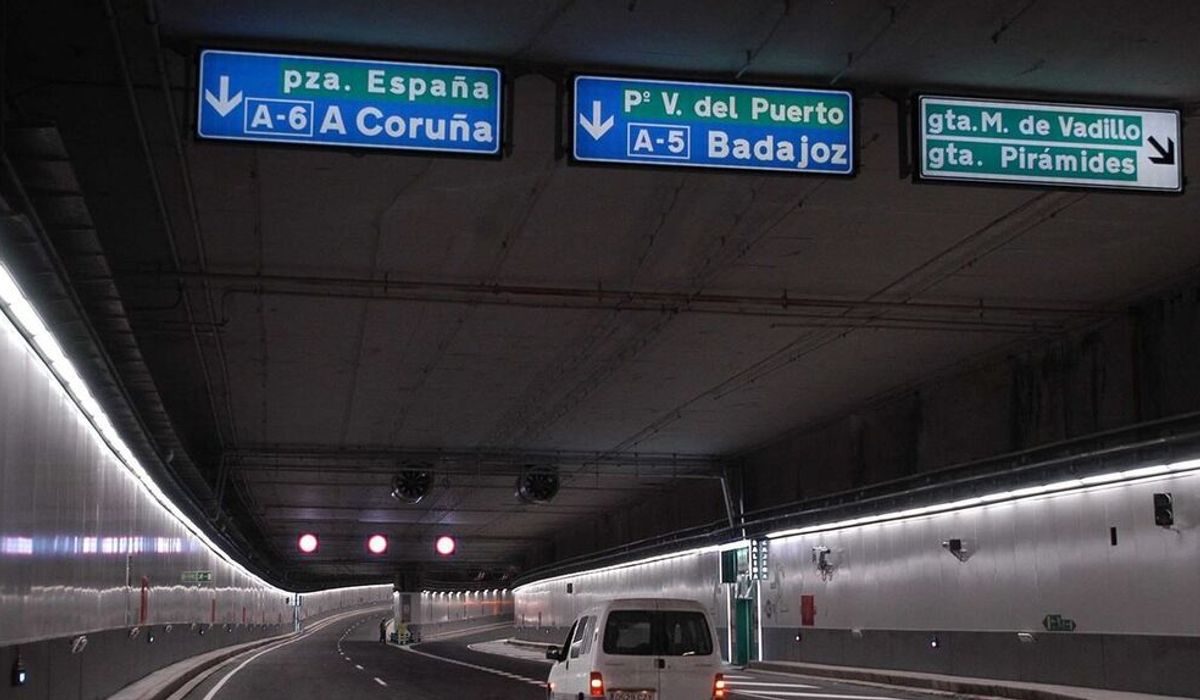 pza. España
A-6 A Coruña
Pº V. del Puerto
A-5 Badajoz
gta. M. de Vadillo
gta. Pirámides